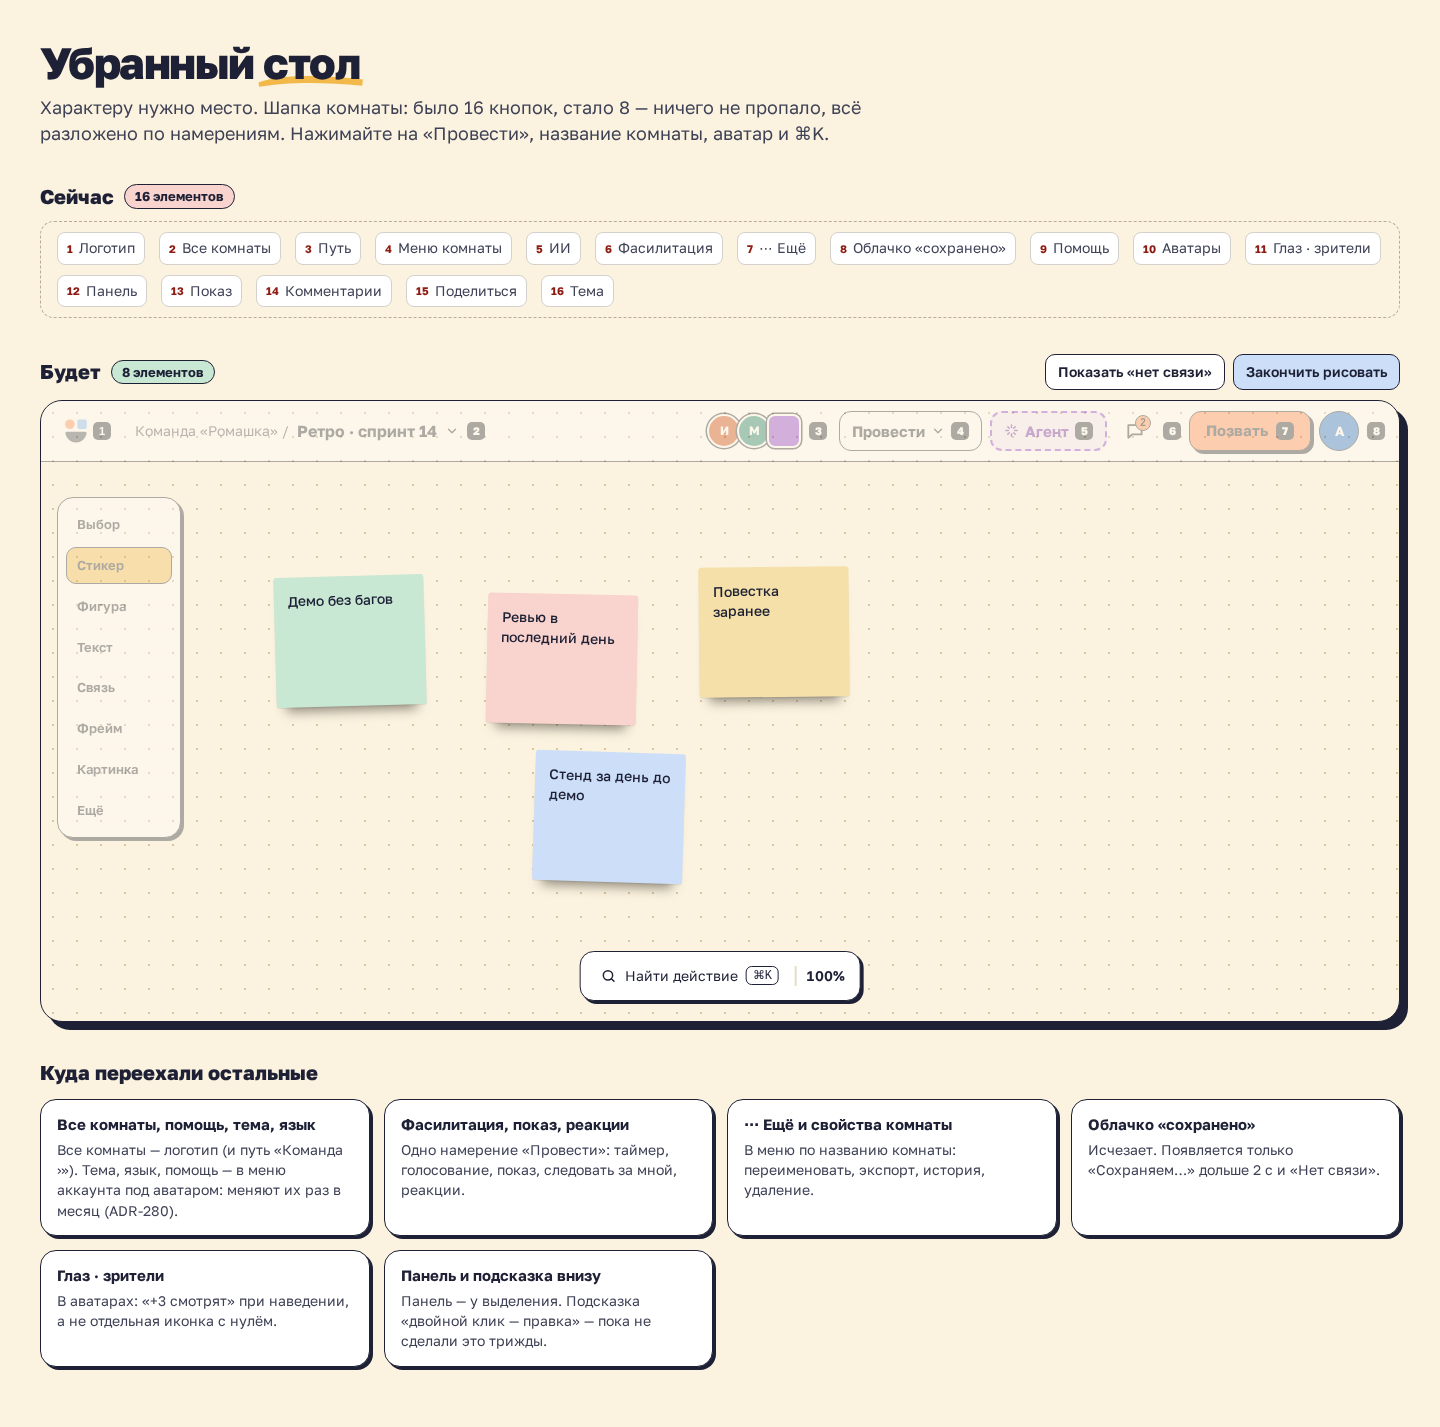 Убранный стол
Характеру нужно место. Шапка комнаты: было 16 кнопок, стало 8 — ничего не пропало, всё
разложено по намерениям. Нажимайте на «Провести», название комнаты, аватар и ⌘K.
Сейчас 16 элементов
1 Логотип 2 Все комнаты 3 Путь 4 Меню комнаты 5 ИИ 6 Фасилитация 7 ··· Ещё 8 Облачко «сохранено» 9 Помощь 10 Аватары 11 Глаз · зрители
12 Панель 13 Показ 14 Комментарии 15 Поделиться 16 Тема
Будет 8 элементов Показать «нет связи» Закончить рисовать
1 Команда «Ромашка» / Ретро · спринт 14 2 И М 3 Провести 4 Агент 5 2 6 Позвать 7 А 8
Выбор
Стикер
Фигура
Текст
Связь
Фрейм
Картинка
Ещё
Демо без багов
Ревью в
последний день
Повестка
заранее
Стенд за день до
демо
Найти действие ⌘K 100%
Куда переехали остальные
Все комнаты, помощь, тема, язык
Все комнаты — логотип (и путь «Команда
›»). Тема, язык, помощь — в меню
аккаунта под аватаром: меняют их раз в
месяц (ADR-280).
Фасилитация, показ, реакции
Одно намерение «Провести»: таймер,
голосование, показ, следовать за мной,
реакции.
··· Ещё и свойства комнаты
В меню по названию комнаты:
переименовать, экспорт, история,
удаление.
Облачко «сохранено»
Исчезает. Появляется только
«Сохраняем…» дольше 2 с и «Нет связи».
Глаз · зрители
В аватарах: «+3 смотрят» при наведении,
а не отдельная иконка с нулём.
Панель и подсказка внизу
Панель — у выделения. Подсказка
«двойной клик — правка» — пока не
сделали это трижды.